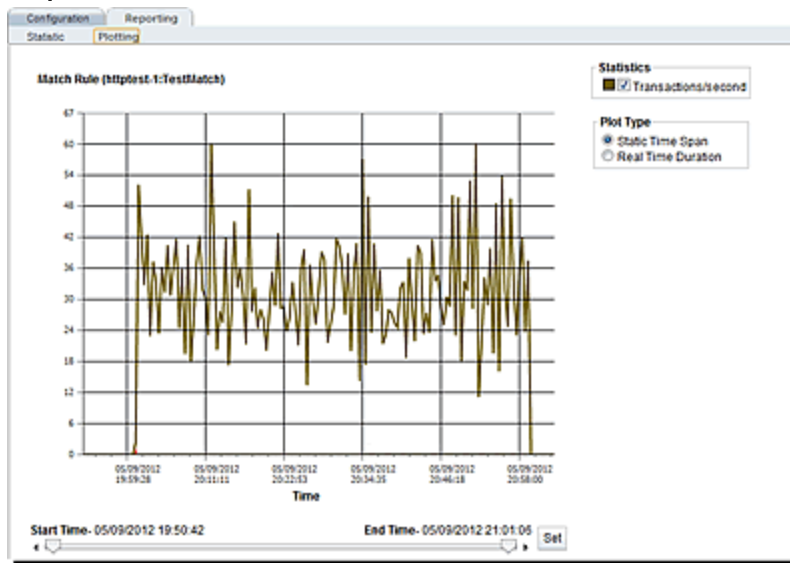 Configuration Reporting
Statistic Plotting
Match Rule (httptest-1:TestMatch)
67
60
54
48
42
36
30
24
18
12
6
0
05/09/2012 05/09/2012 05/09/2012 05/09/2012 05/09/2012 05/09/2012
19:59:28 20:11:11 20:22:53 20:34:35 20:46:18 20:58:00
Time
Start Time- 05/09/2012 19:50:42 End Time- 05/09/2012 21:01:06 Set
Statistics
Transactions/second
Plot Type
Static Time Span
Real Time Duration